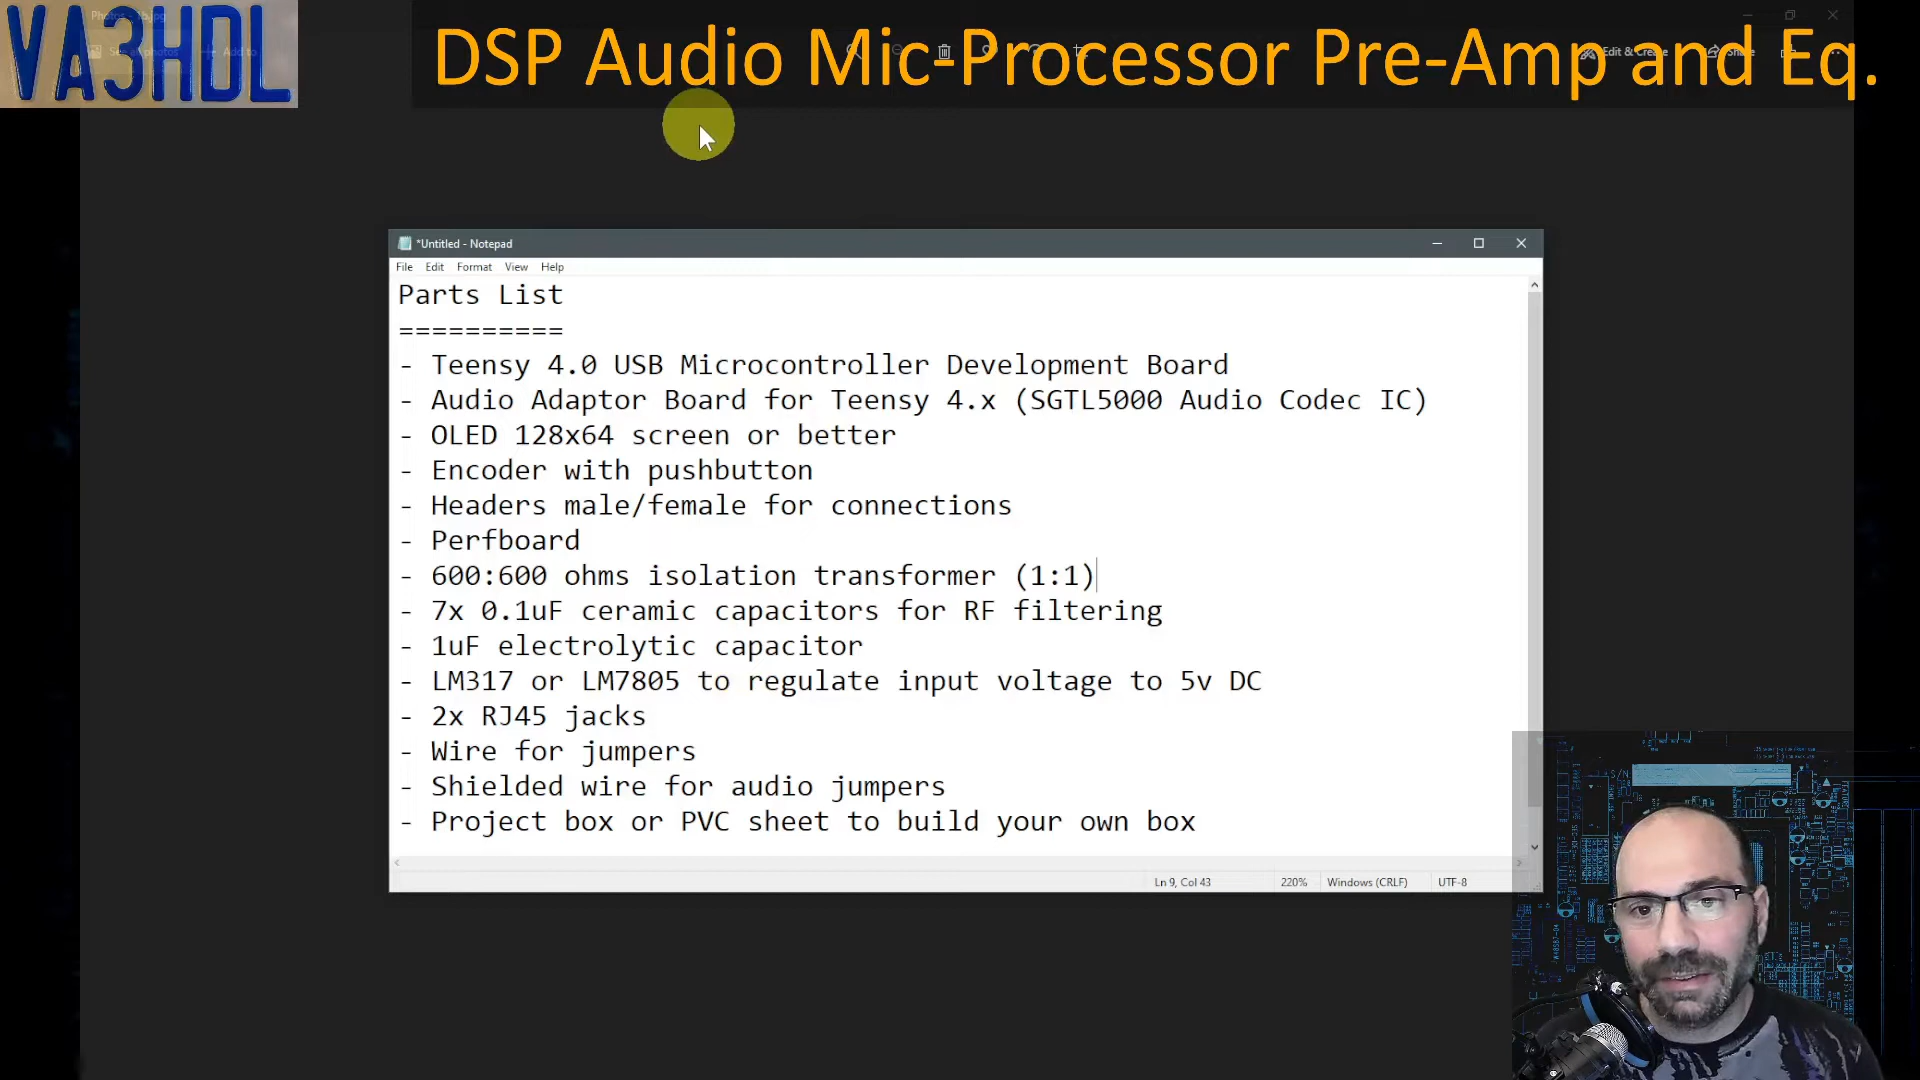 VA3HDL
DSP Audio Mic-Processor Pre-Amp and Eq.
Edit & Create
Share
*Untitled - Notepad
File Edit Format View Help
Parts List
==========
- Teensy 4.0 USB Microcontroller Development Board
- Audio Adaptor Board for Teensy 4.x (SGTL5000 Audio Codec IC)
- OLED 128x64 screen or better
- Encoder with pushbutton
- Headers male/female for connections
- Perfboard
- 600:600 ohms isolation transformer (1:1)
- 7x 0.1uF ceramic capacitors for RF filtering
- 1uF electrolytic capacitor
- LM317 or LM7805 to regulate input voltage to 5v DC
- 2x RJ45 jacks
- Wire for jumpers
- Shielded wire for audio jumpers
- Project box or PVC sheet to build your own box
Ln 9, Col 43 220% Windows (CRLF) UTF-8
S/N